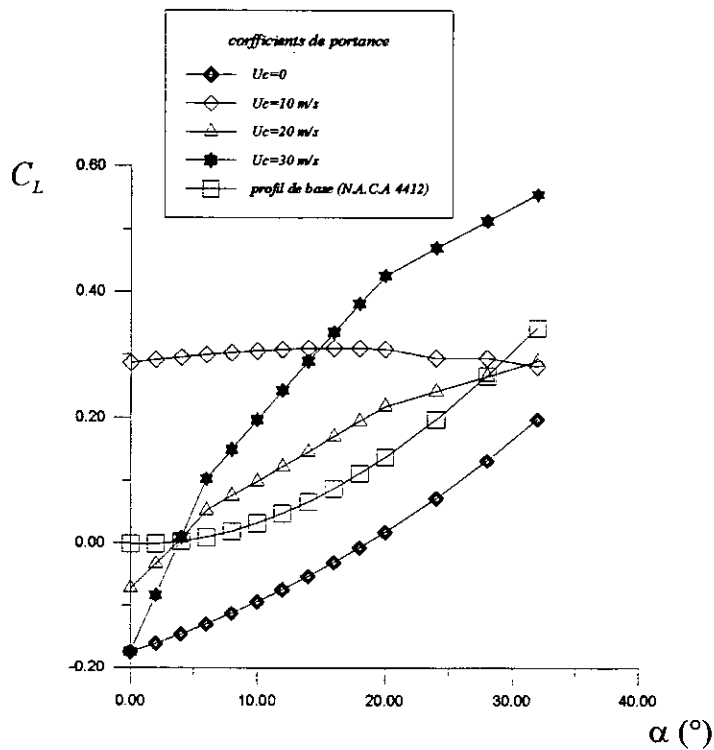 corfficients de portance
Uc=0
Uc=10 m/s
Uc=20 m/s
Uc=30 m/s
profil de base (N.A.C.A 4412)
C_L
0.60
0.40
0.20
0.00
-0.20
0.00
10.00
20.00
30.00
40.00
α (°)